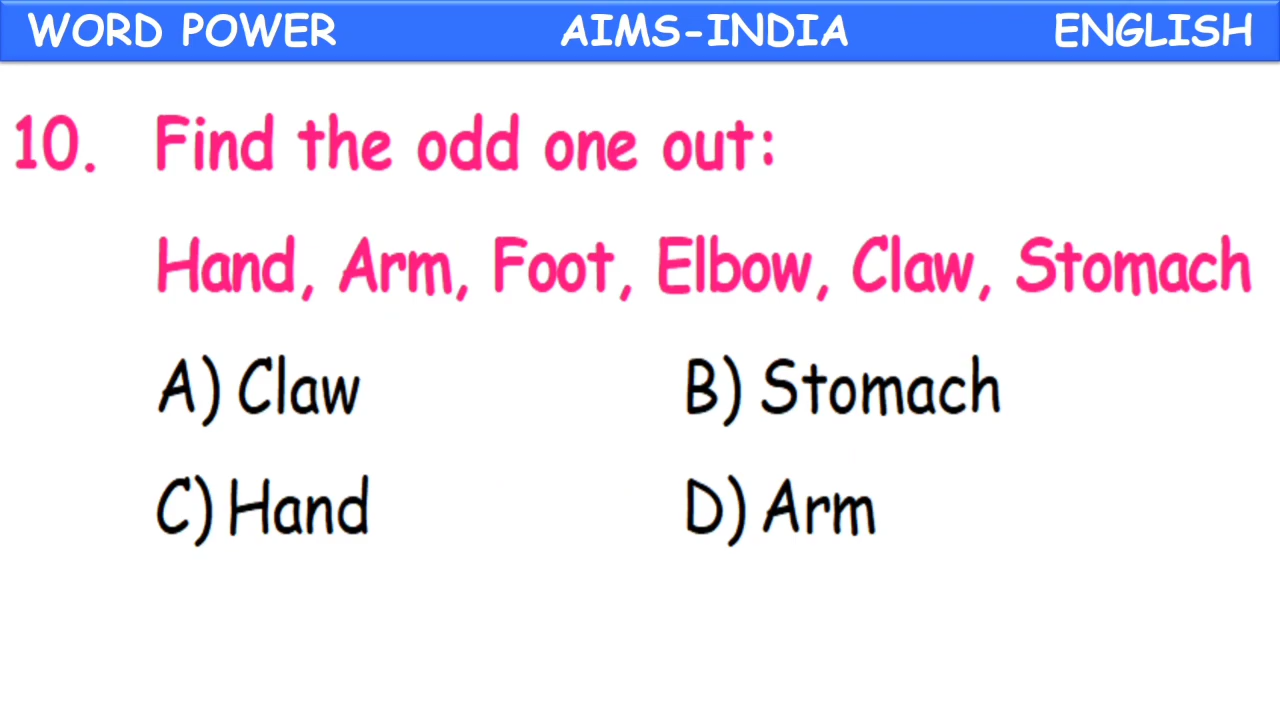 WORD POWER AIMS-INDIA ENGLISH
10. Find the odd one out:
Hand, Arm, Foot, Elbow, Claw, Stomach
A) Claw B) Stomach
C) Hand D) Arm